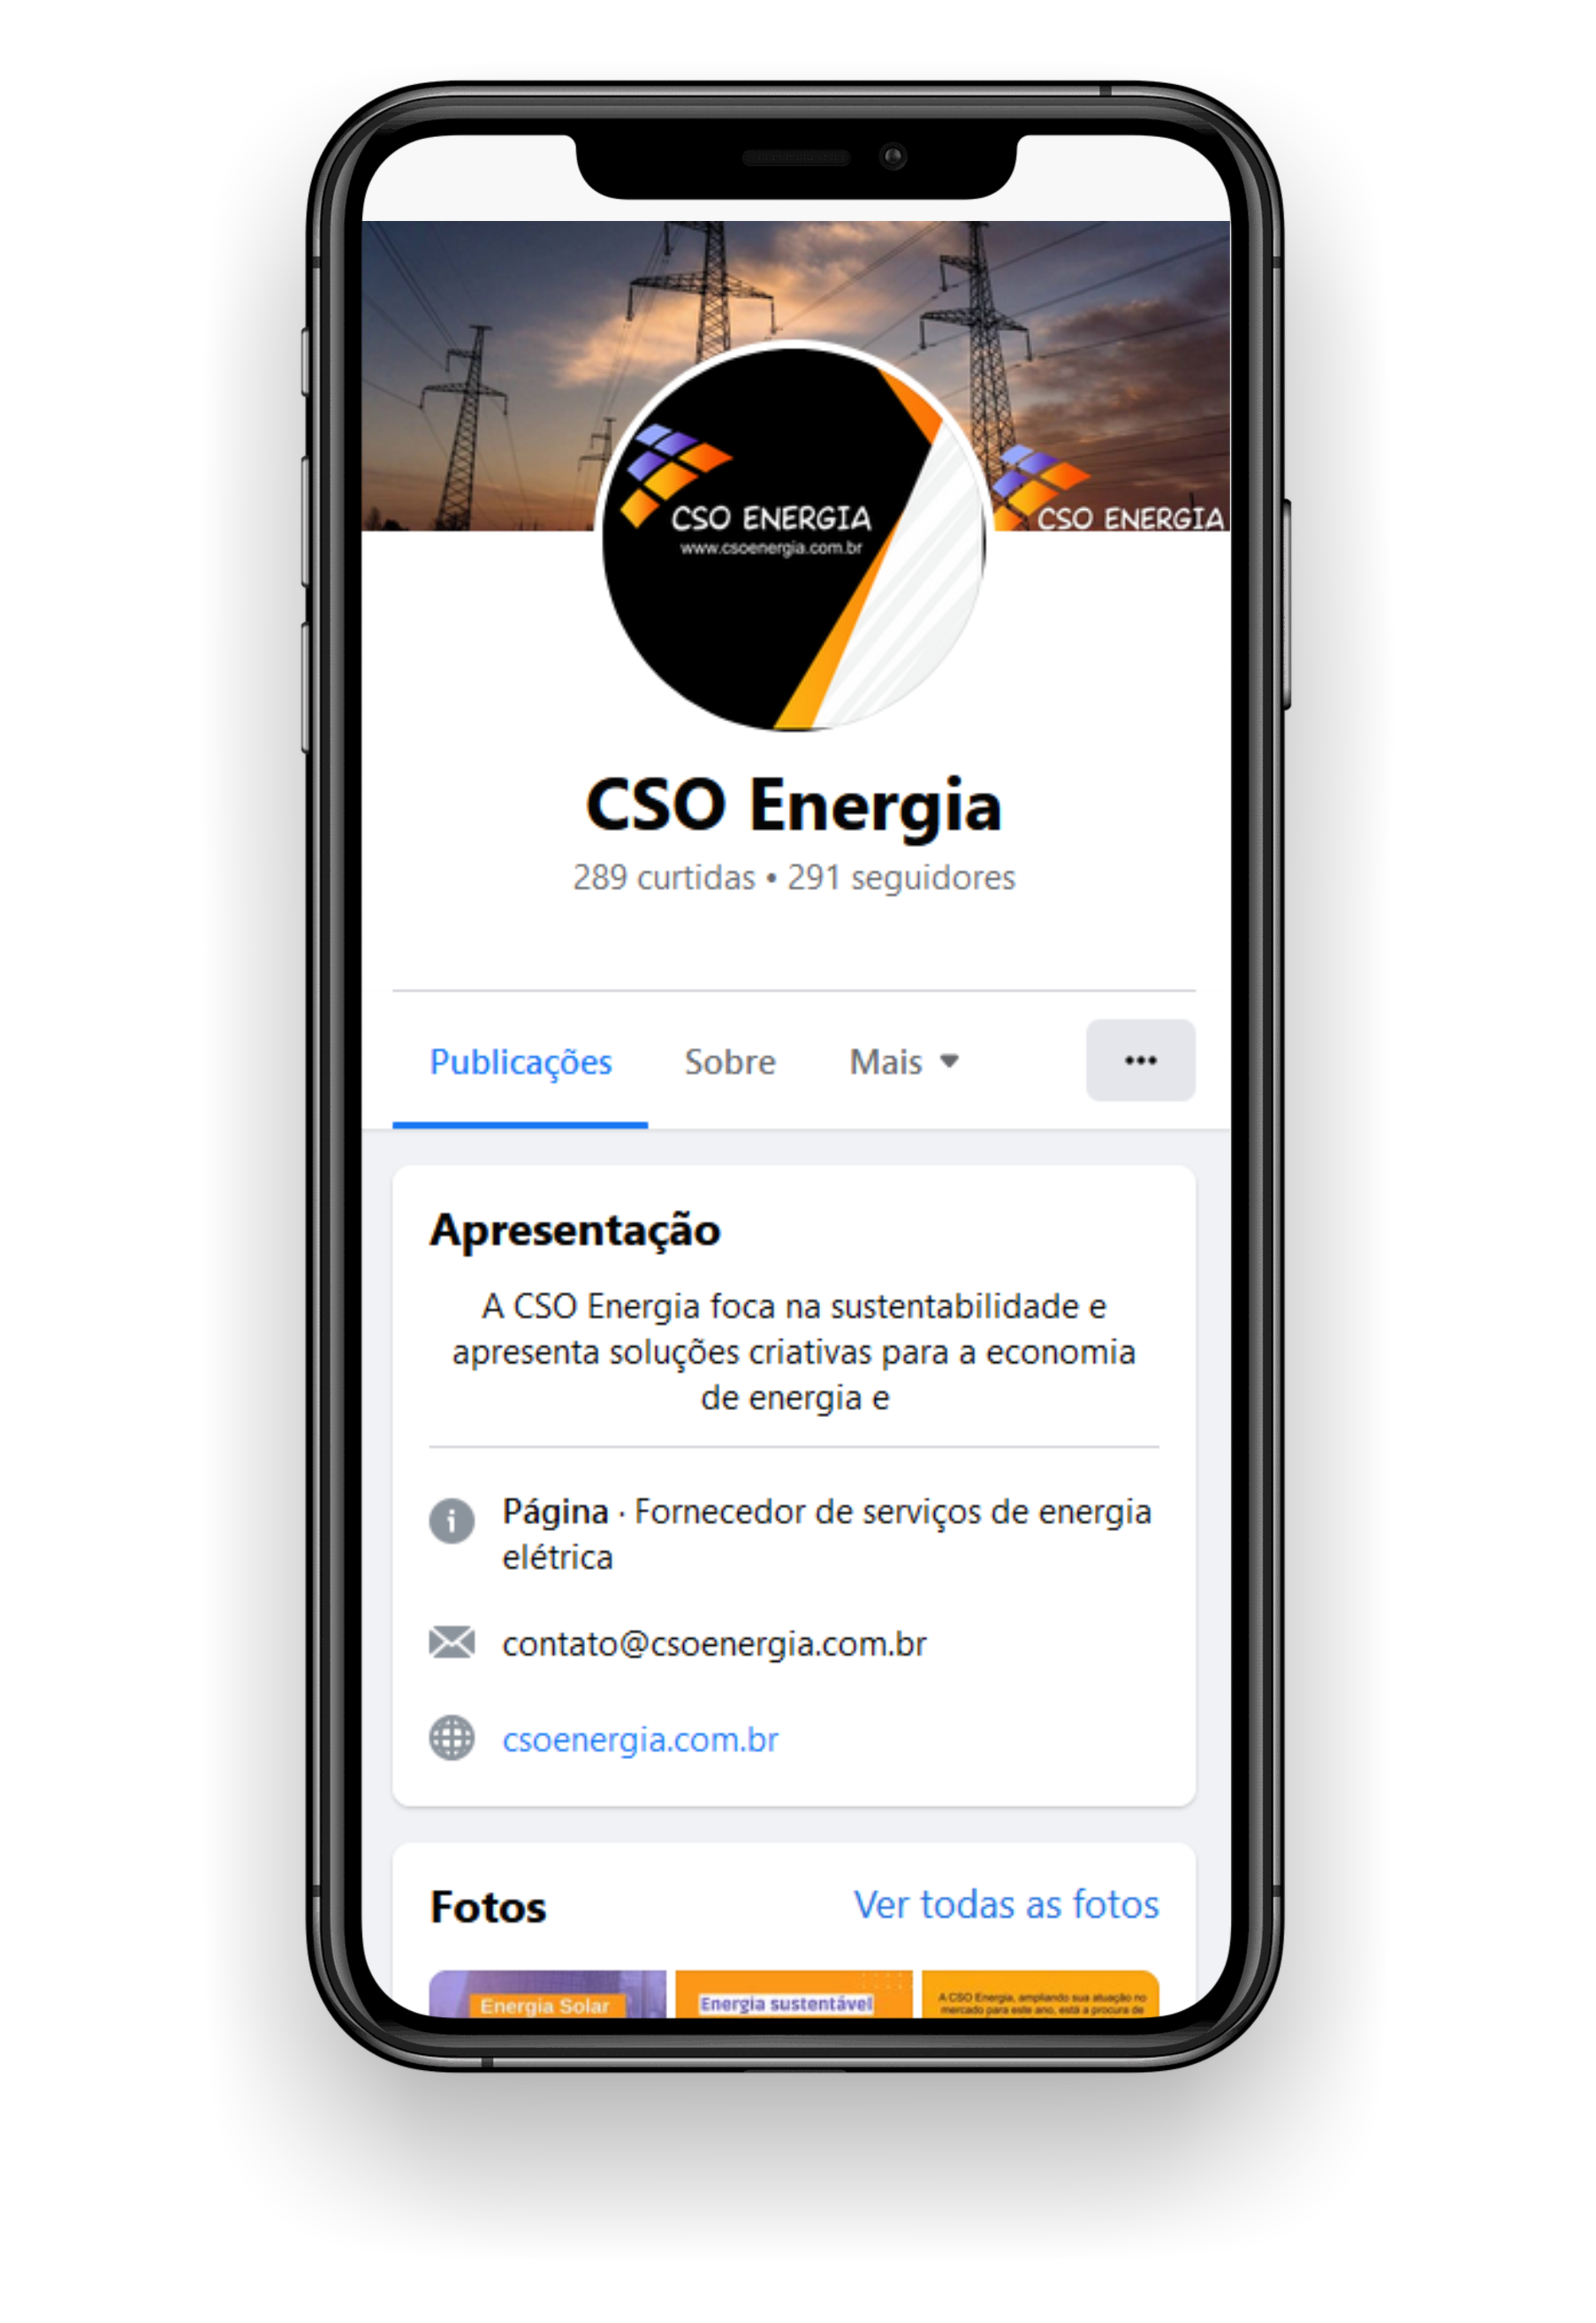 CSO ENERGIA
www.csoenergia.com.br
CSO ENERGIA
CSO Energia
289 curtidas • 291 seguidores
Publicações Sobre Mais •••
Apresentação
A CSO Energia foca na sustentabilidade e
apresenta soluções criativas para a economia
de energia e
Página · Fornecedor de serviços de energia
elétrica
contato@csoenergia.com.br
csoenergia.com.br
Fotos Ver todas as fotos
Energia Solar
Energia sustentável
A CSO Energia, ampliando sua atuação no
mercado para este ano, está a procura de